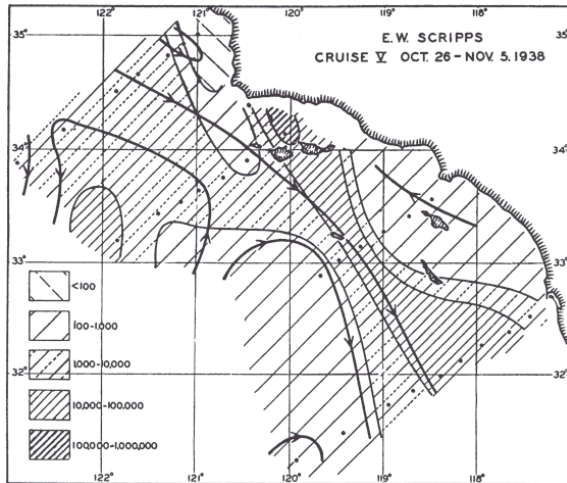 122° 121° 120° 119° 118°
E.W. SCRIPPS
CRUISE V OCT. 26 - NOV. 5. 1938
35° 35°
34° 34°
33° 33°
32° 32°
<100
100-1,000
1,000-10,000
10,000-100,000
100,000-1,000,000
122° 121° 120° 119° 118°